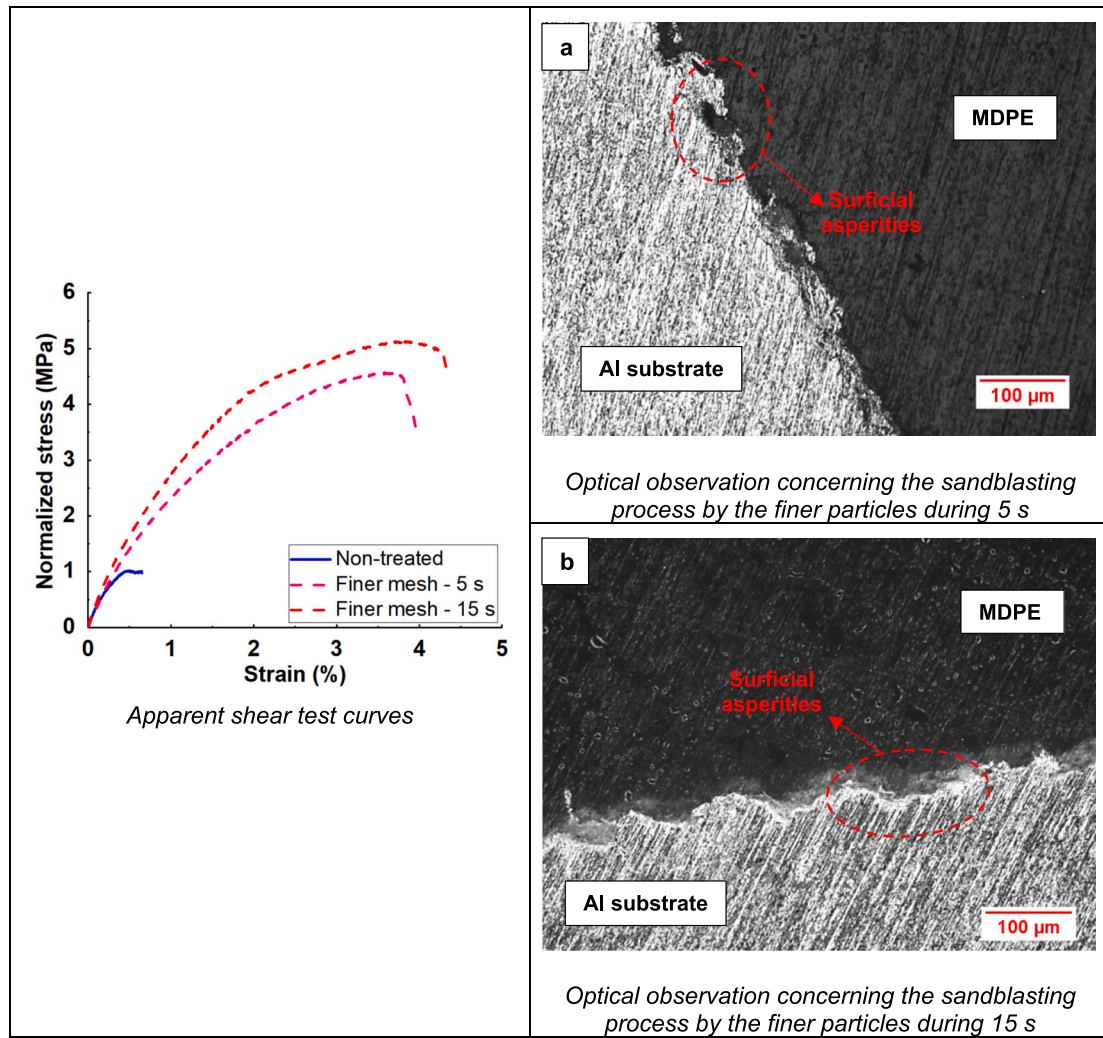 6
5
4
3
2
1
0
Normalized stress (MPa)
Non-treated
Finer mesh - 5 s
Finer mesh - 15 s
0 1 2 3 4 5
Strain (%)
Apparent shear test curves
a
MDPE
Surficial
asperities
Al substrate
100 µm
Optical observation concerning the sandblasting
process by the finer particles during 5 s
b
MDPE
Surficial
asperities
Al substrate
100 µm
Optical observation concerning the sandblasting
process by the finer particles during 15 s